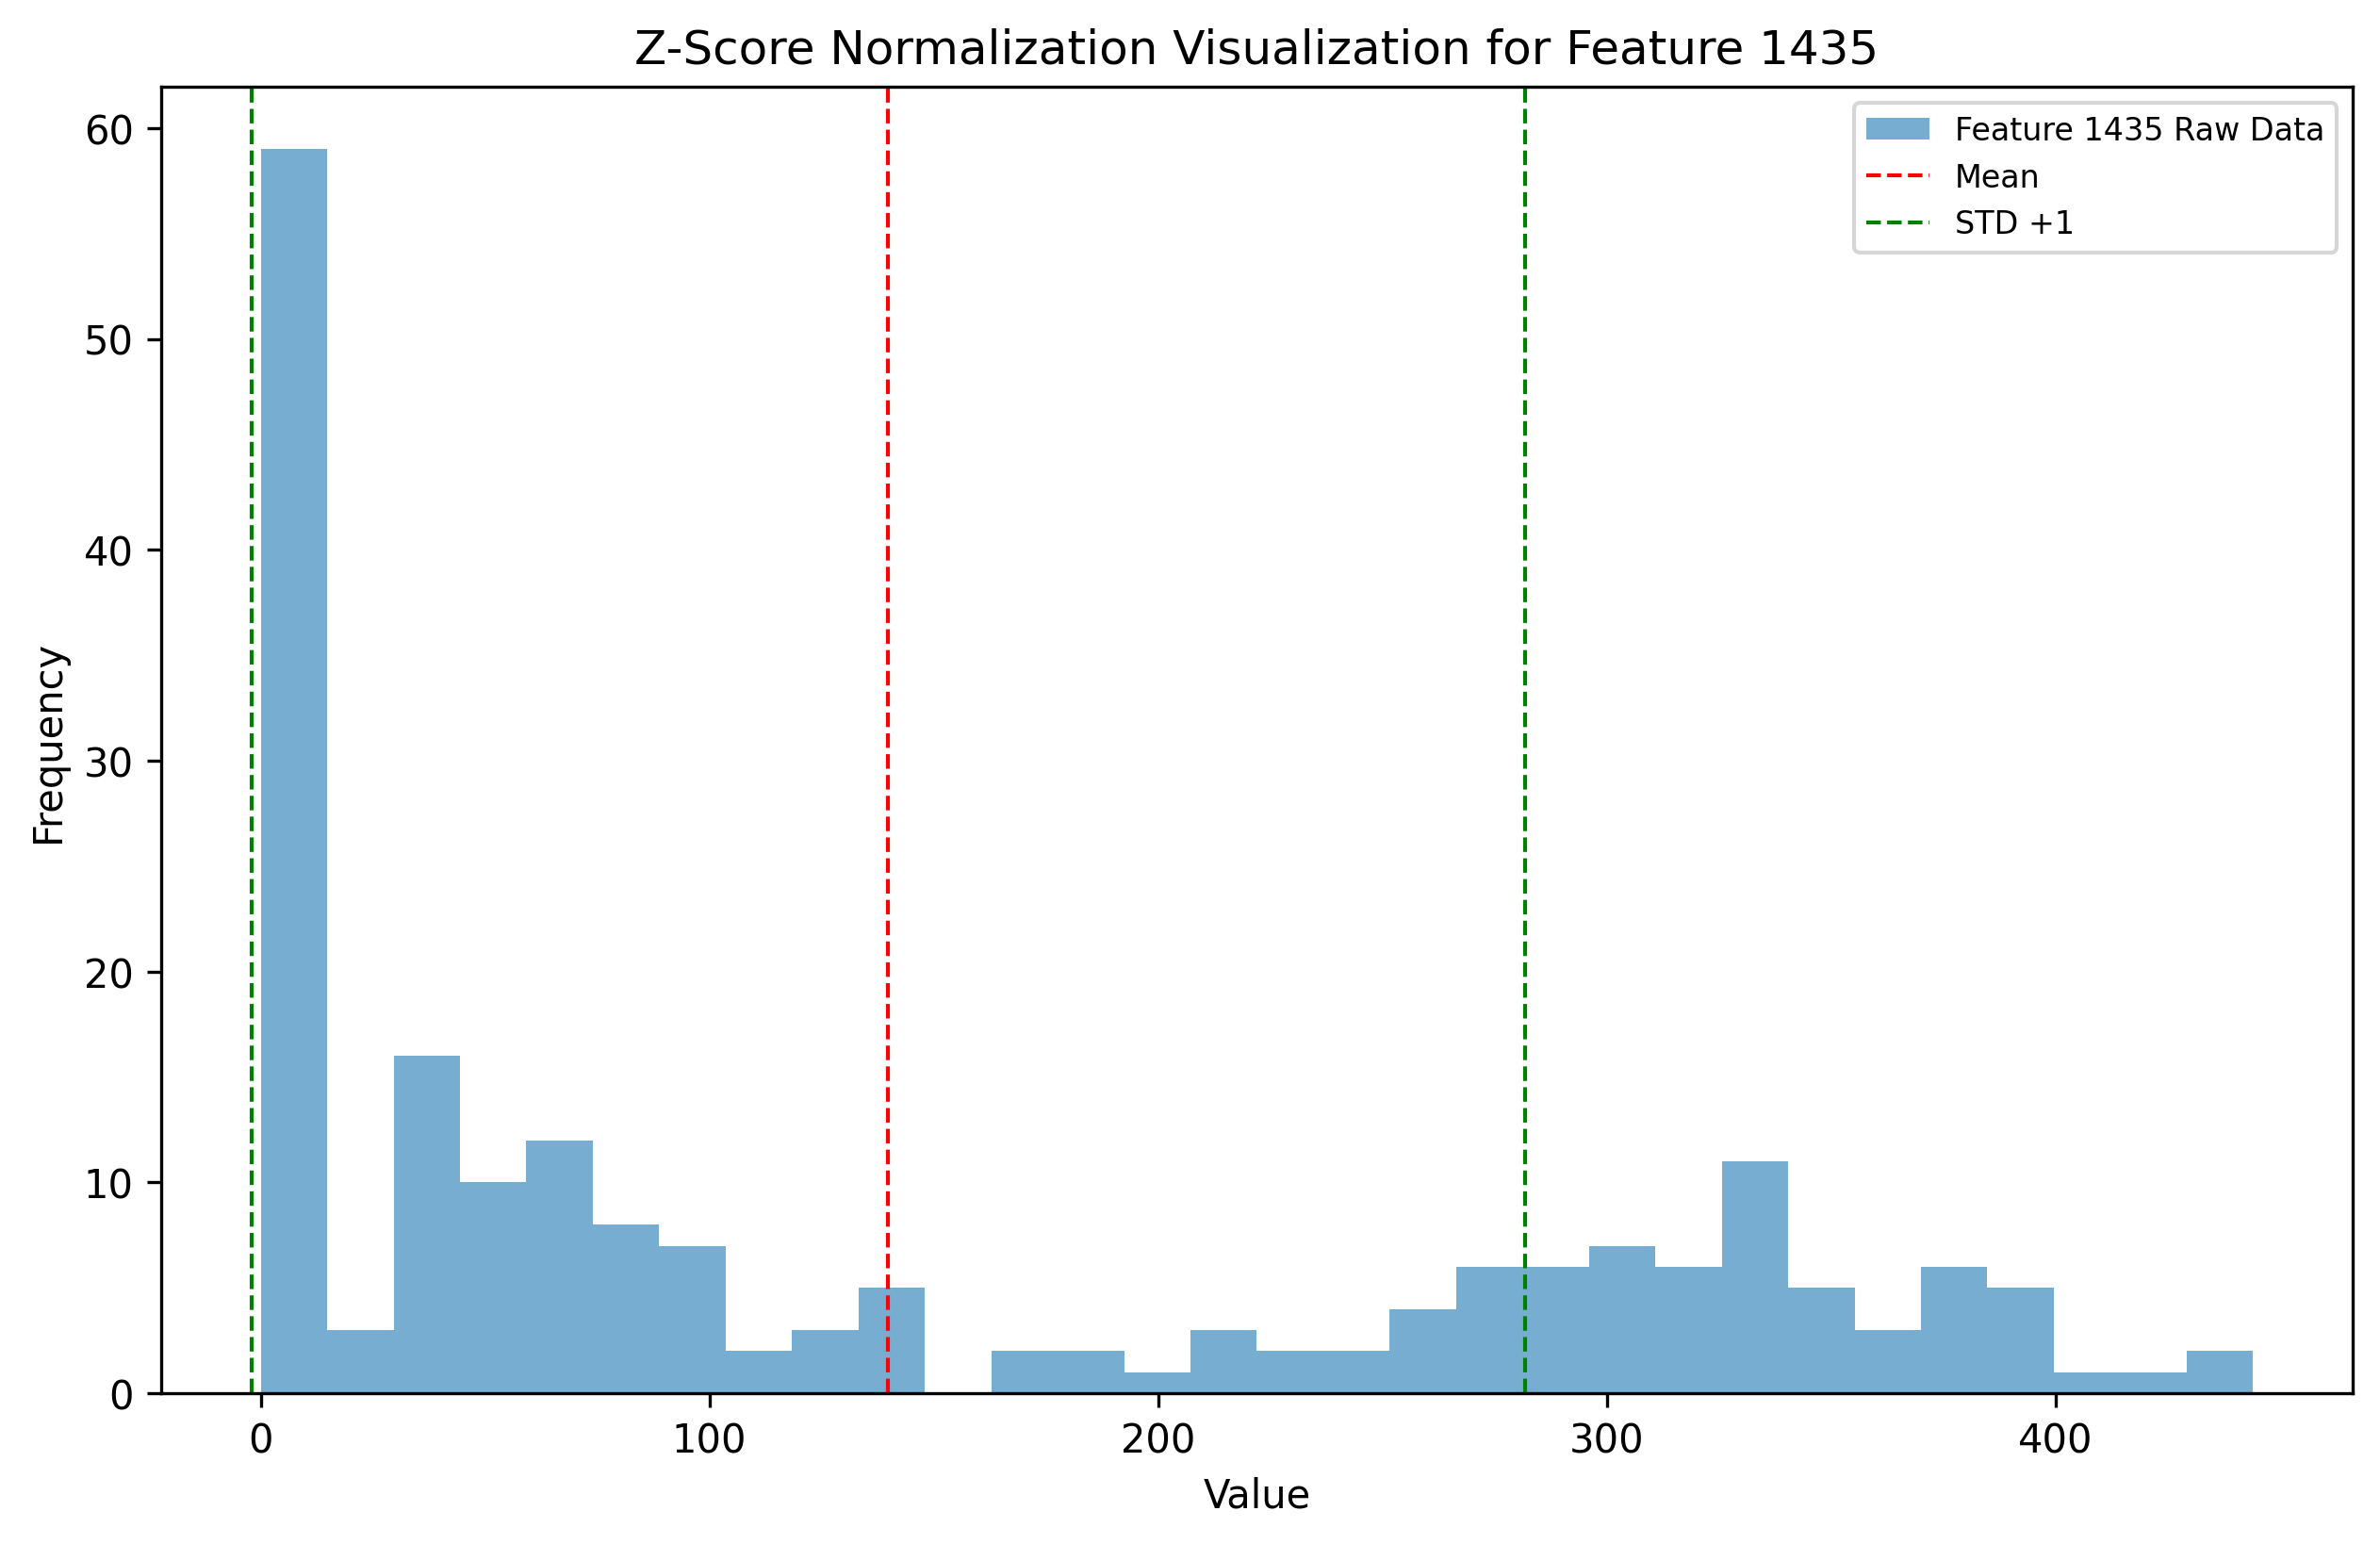 Z-Score Normalization Visualization for Feature 1435
Feature 1435 Raw Data
Mean
STD +1
60
50
40
30
20
10
0
Frequency
0 100 200 300 400
Value